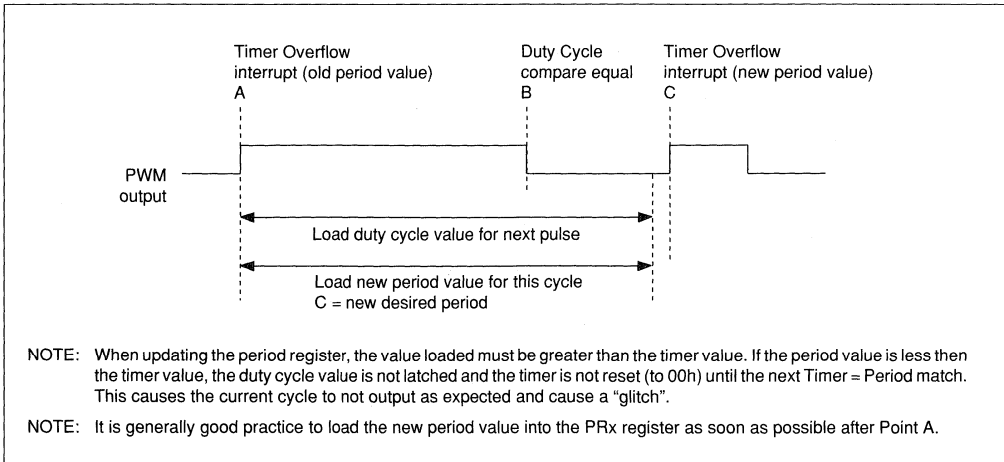 Timer Overflow
interrupt (old period value)
A
Duty Cycle
compare equal
B
Timer Overflow
interrupt (new period value)
C
PWM
output
Load duty cycle value for next pulse
Load new period value for this cycle
C = new desired period
NOTE: When updating the period register, the value loaded must be greater than the timer value. If the period value is less then
the timer value, the duty cycle value is not latched and the timer is not reset (to 00h) until the next Timer = Period match.
This causes the current cycle to not output as expected and cause a “glitch”.
NOTE: It is generally good practice to load the new period value into the PRx register as soon as possible after Point A.